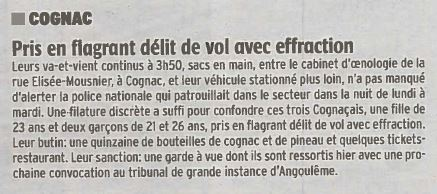 COGNAC
Pris en flagrant délit de vol avec effraction
Leurs va-et-vient continus à 3h50, sacs en main, entre le cabinet d'œnologie de la
rue Elisée-Mousnier, à Cognac, et leur véhicule stationné plus loin, n'a pas manqué
d'alerter la police nationale qui patrouillait dans le secteur dans la nuit de lundi à
mardi. Une filature discrète a suffi pour confondre ces trois Cognaçais, une fille de
23 ans et deux garçons de 21 et 26 ans, pris en flagrant délit de vol avec effraction.
Leur butin: une quinzaine de bouteilles de cognac et de pineau et quelques tickets-
restaurant. Leur sanction: une garde à vue dont ils sont ressortis hier avec une pro-
chaine convocation au tribunal de grande instance d'Angoulême.